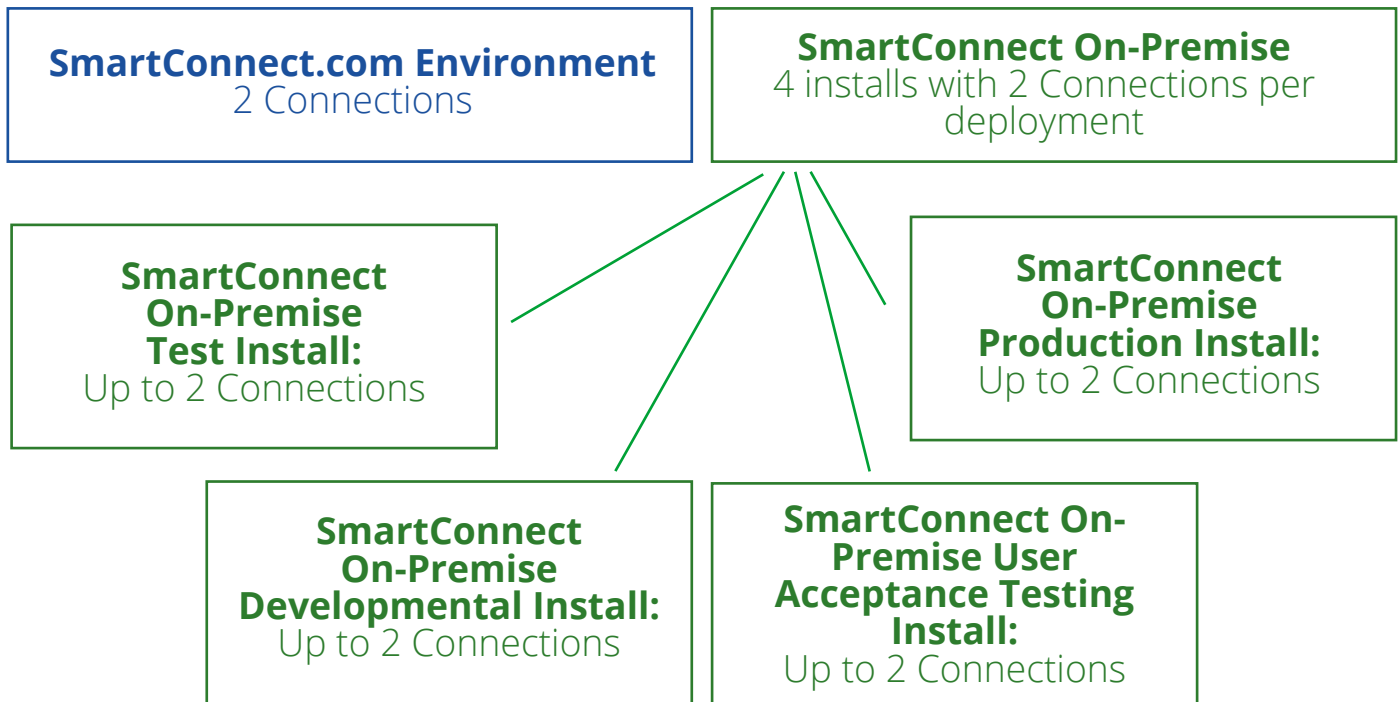 SmartConnect.com Environment
2 Connections
SmartConnect On-Premise
4 installs with 2 Connections per
deployment
SmartConnect
On-Premise
Test Install:
Up to 2 Connections
SmartConnect
On-Premise
Production Install:
Up to 2 Connections
SmartConnect
On-Premise
Developmental Install:
Up to 2 Connections
SmartConnect On-
Premise User
Acceptance Testing
Install:
Up to 2 Connections